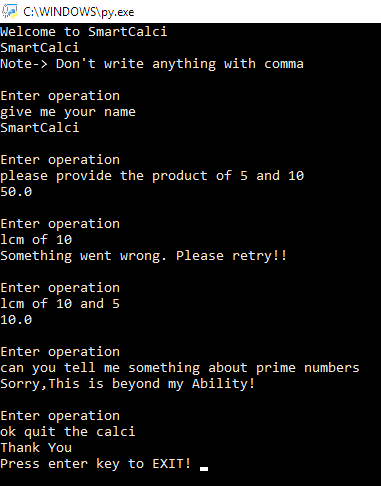 C:\WINDOWS\py.exe
Welcome to SmartCalci
SmartCalci
Note-> Don't write anything with comma
Enter operation
give me your name
SmartCalci
Enter operation
please provide the product of 5 and 10
50.0
Enter operation
lcm of 10
Something went wrong. Please retry!!
Enter operation
lcm of 10 and 5
10.0
Enter operation
can you tell me something about prime numbers
Sorry,This is beyond my Ability!
Enter operation
ok quit the calci
Thank You
Press enter key to EXIT!